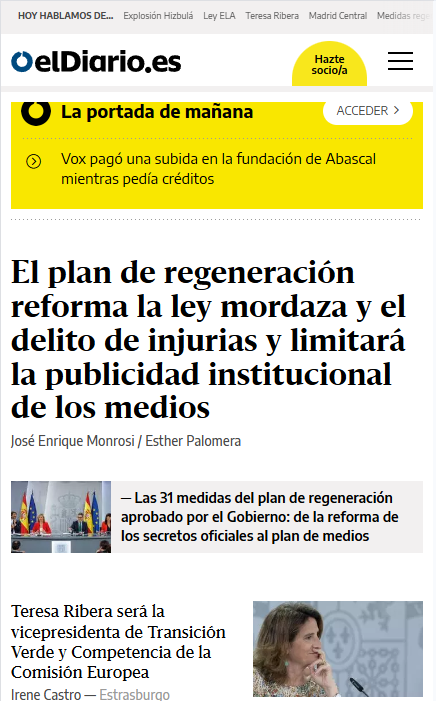 HOY HABLAMOS DE... Explosión Hizbulá Ley ELA Teresa Ribera Madrid Central Medidas rege
elDiario.es
Hazte
socio/a
La portada de mañana
ACCEDER
Vox pagó una subida en la fundación de Abascal
mientras pedía créditos
El plan de regeneración
reforma la ley mordaza y el
delito de injurias y limitará
la publicidad institucional
de los medios
José Enrique Monrosi / Esther Palomera
— Las 31 medidas del plan de regeneración
aprobado por el Gobierno: de la reforma de
los secretos oficiales al plan de medios
Teresa Ribera será la
vicepresidenta de Transición
Verde y Competencia de la
Comisión Europea
Irene Castro — Estrasburgo